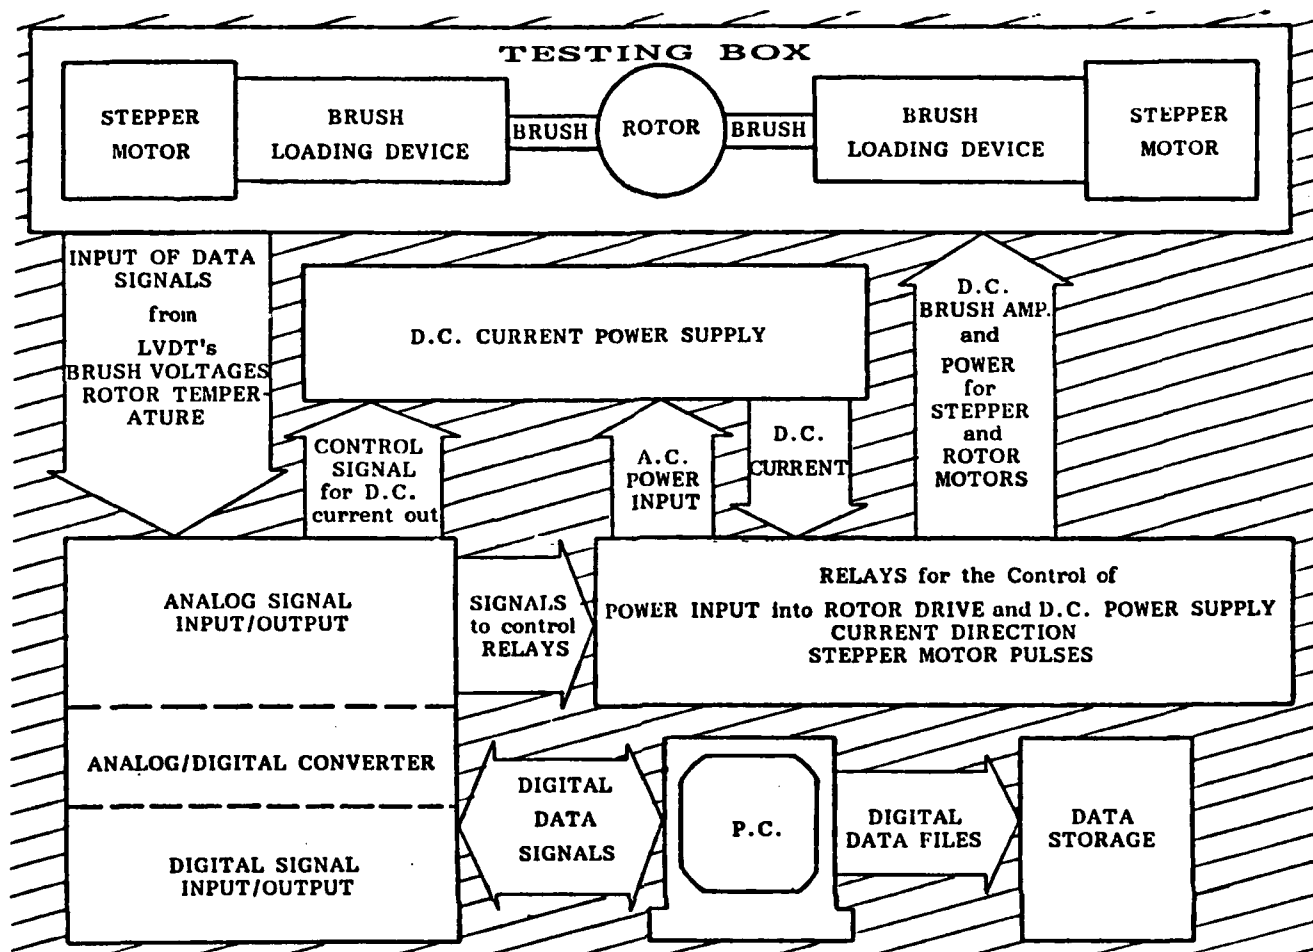 TESTING BOX
STEPPER
MOTOR
BRUSH
LOADING DEVICE
BRUSH
ROTOR
BRUSH
BRUSH
LOADING DEVICE
STEPPER
MOTOR
INPUT OF DATA
SIGNALS
from
LVDT's
BRUSH VOLTAGES
ROTOR TEMPER-
ATURE
D.C. CURRENT POWER SUPPLY
D.C.
BRUSH AMP.
and
POWER
for
STEPPER
and
ROTOR
MOTORS
CONTROL
SIGNAL
for D.C.
current out
A.C.
POWER
INPUT
D.C.
CURRENT
ANALOG SIGNAL
INPUT/OUTPUT
SIGNALS
to control
RELAYS
RELAYS for the Control of
POWER INPUT into ROTOR DRIVE and D.C. POWER SUPPLY
CURRENT DIRECTION
STEPPER MOTOR PULSES
ANALOG/DIGITAL CONVERTER
DIGITAL SIGNAL
INPUT/OUTPUT
DIGITAL
DATA
SIGNALS
P.C.
DIGITAL
DATA FILES
DATA
STORAGE